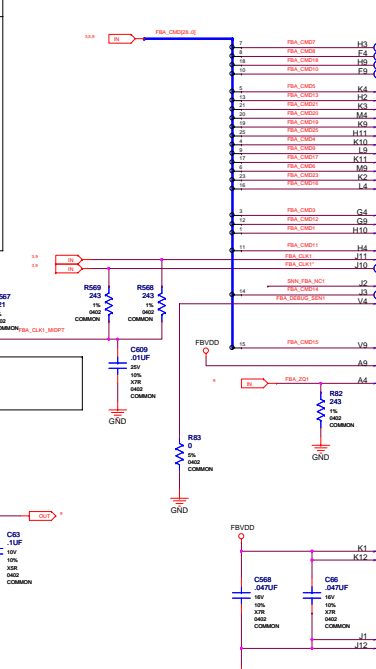 FBA_CMD[28..0]
IN
7 FBA_CMD7 H3
8 FBA_CMD8 F4
18 FBA_CMD18 H9
10 FBA_CMD10 F9
5 FBA_CMD5 K4
13 FBA_CMD13 H2
21 FBA_CMD21 K3
20 FBA_CMD20 M4
19 FBA_CMD19 K9
25 FBA_CMD25 H11
4 FBA_CMD4 K10
9 FBA_CMD9 L9
17 FBA_CMD17 K11
6 FBA_CMD6 M9
23 FBA_CMD23 K2
16 FBA_CMD16 L4
3 FBA_CMD3 G4
12 FBA_CMD12 G9
1 FBA_CMD1 H10
11 FBA_CMD11 H4
IN FBA_CLK1 J11
IN FBA_CLK1* J10
SNN_FBA_NC1 J2
14 FBA_CMD14 J3
FBA_DEBUG_SEN1 V4
R569
243
1%
0402
COMMON
R568
243
1%
0402
COMMON
567
21
%
402
OMMON
FBA_CLK1_MIDPT
15 FBA_CMD15 V9
FBVDD
A9
C609
.01UF
25V
10%
X7R
0402
COMMON
GND
IN FBA_ZQ1 A4
R82
243
1%
0402
COMMON
GND
R83
0
5%
0402
COMMON
GND
OUT
C63
.1UF
10V
10%
X5R
0402
COMMON
FBVDD
K1
K12
C568
.047UF
16V
10%
X7R
0402
COMMON
C66
.047UF
16V
10%
X7R
0402
COMMON
J1
J12